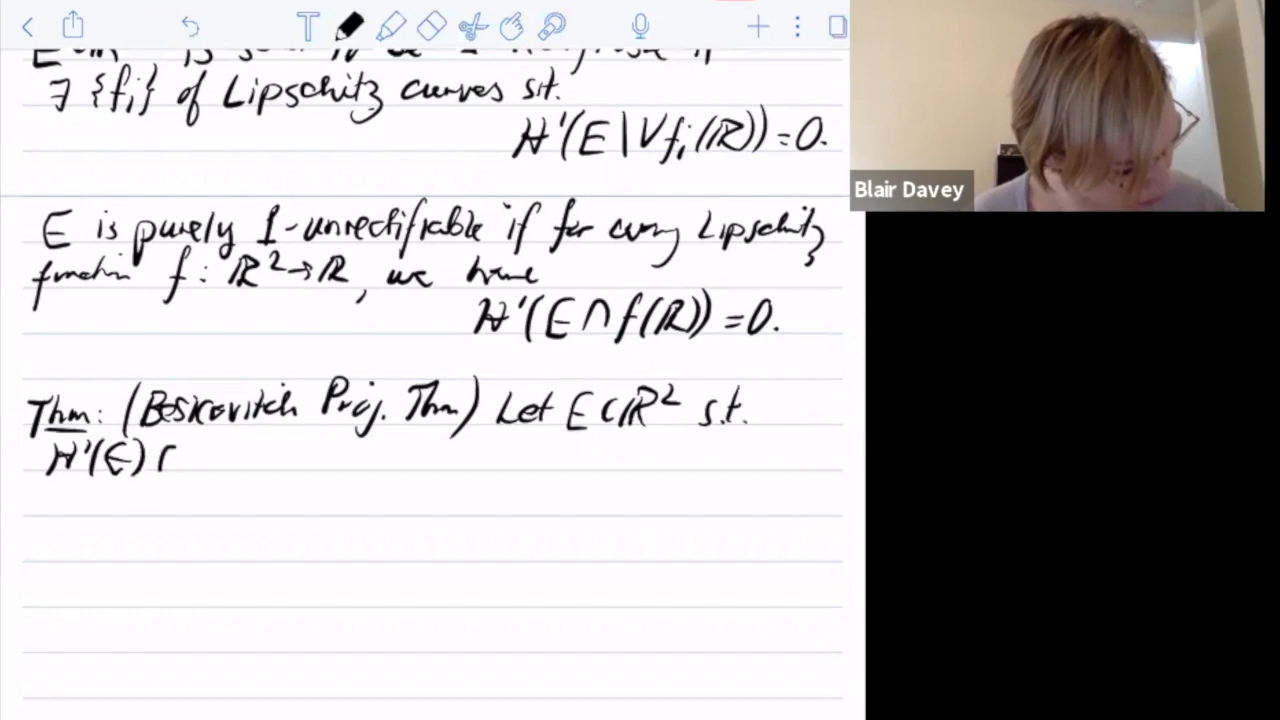 ∃ {fᵢ} of Lipschitz curves s.t.
H¹(E \ ∪fᵢ(ℝ)) = 0.
E is purely 1-unrectifiable if for every Lipschitz
function f : ℝ² → ℝ, we have
H¹(E ∩ f(ℝ)) = 0.
Thm: (Besicovitch Proj. Thm) Let E ⊂ ℝ² s.t.
H¹(E)
Blair Davey